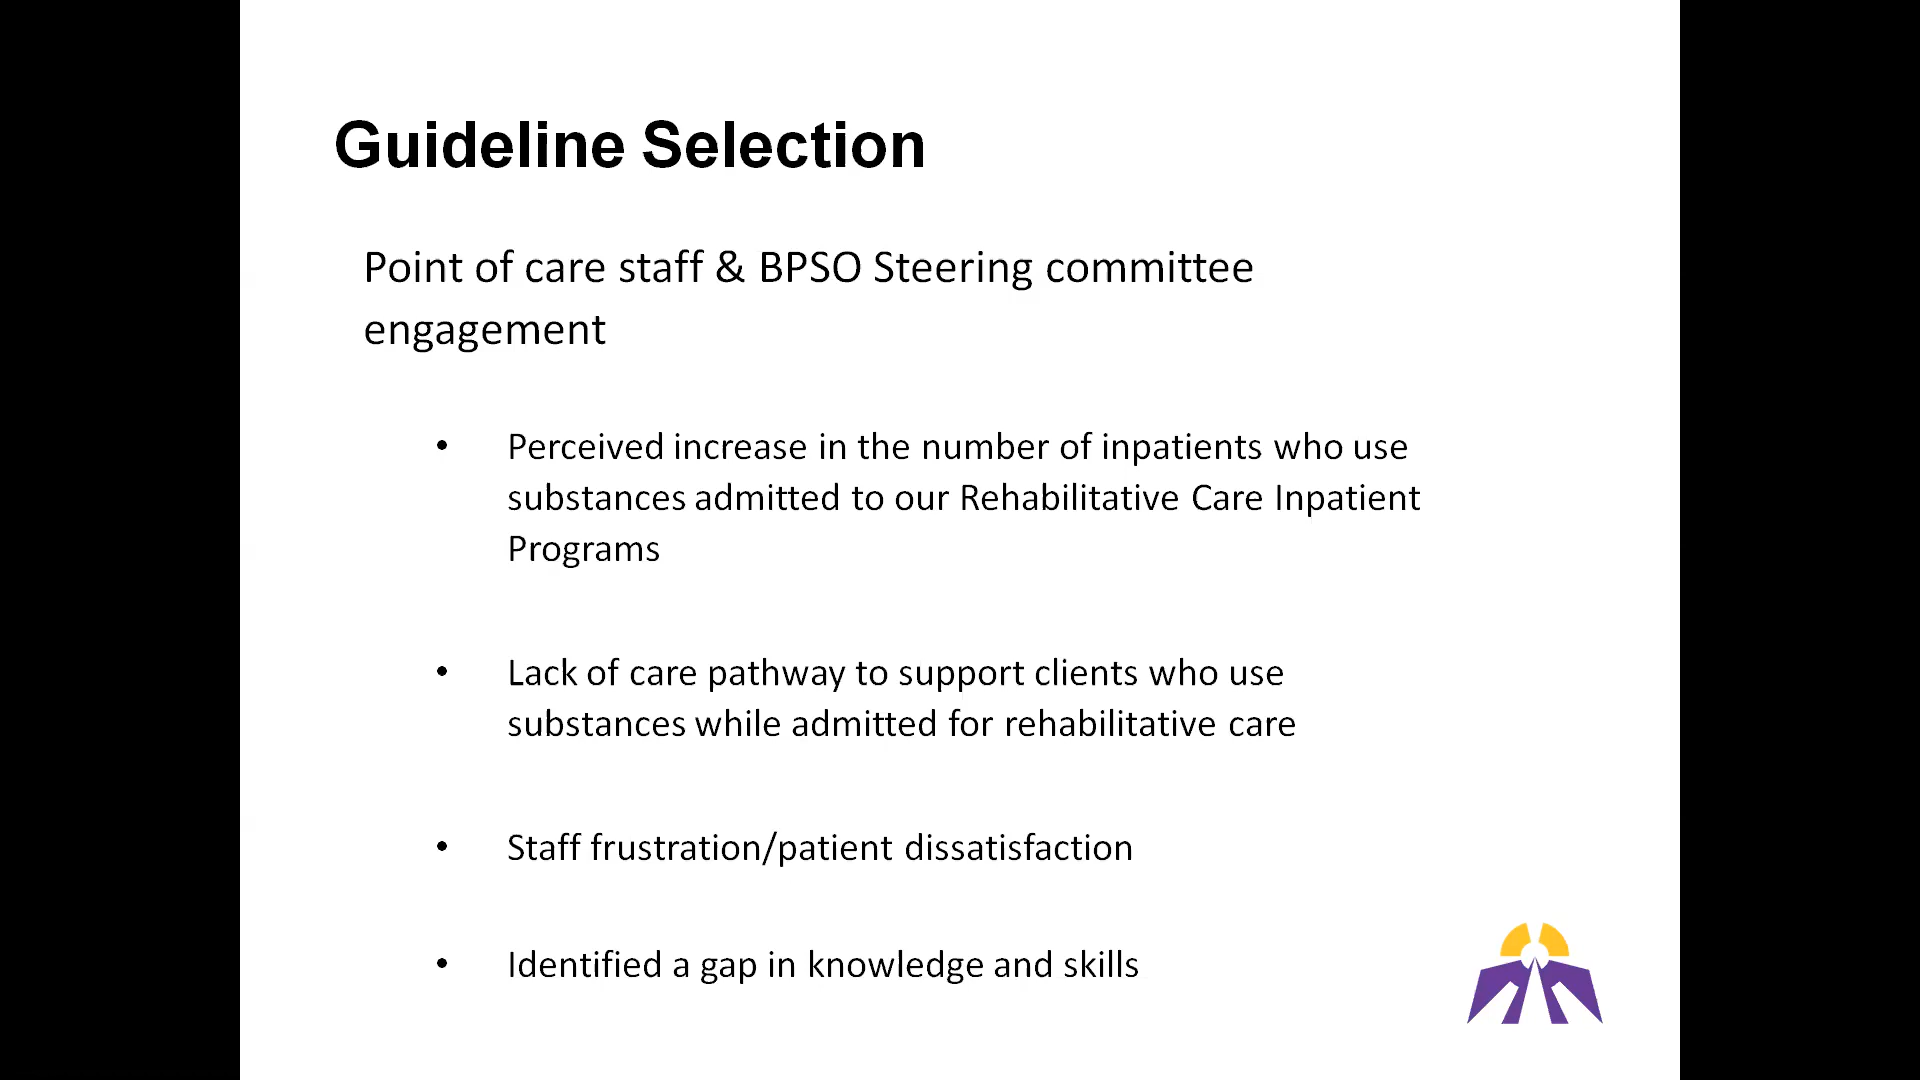 Guideline Selection
Point of care staff & BPSO Steering committee
engagement
• Perceived increase in the number of inpatients who use
substances admitted to our Rehabilitative Care Inpatient
Programs
• Lack of care pathway to support clients who use
substances while admitted for rehabilitative care
• Staff frustration/patient dissatisfaction
• Identified a gap in knowledge and skills